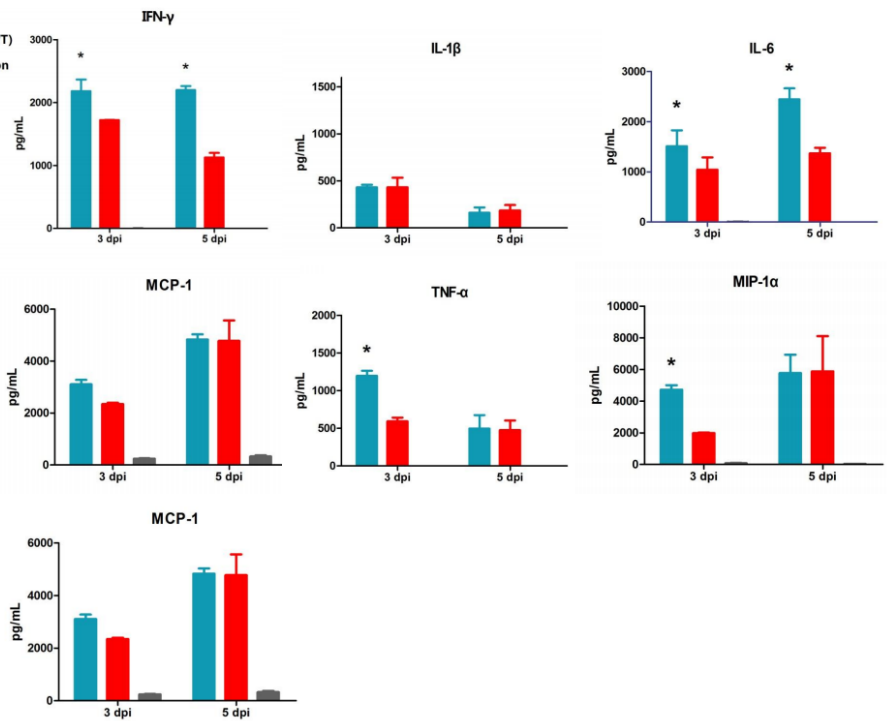 IFN-γ
T)
on
pg/mL
3000
2000
1000
0
*
*
3 dpi
5 dpi
IL-1β
pg/mL
1500
1000
500
0
3 dpi
5 dpi
IL-6
pg/mL
3000
2000
1000
0
*
*
3 dpi
5 dpi
MCP-1
pg/mL
6000
4000
2000
0
3 dpi
5 dpi
TNF-α
pg/mL
2000
1500
1000
500
0
*
3 dpi
5 dpi
MIP-1α
pg/mL
10000
8000
6000
4000
2000
0
*
3 dpi
5 dpi
MCP-1
pg/mL
6000
4000
2000
0
3 dpi
5 dpi